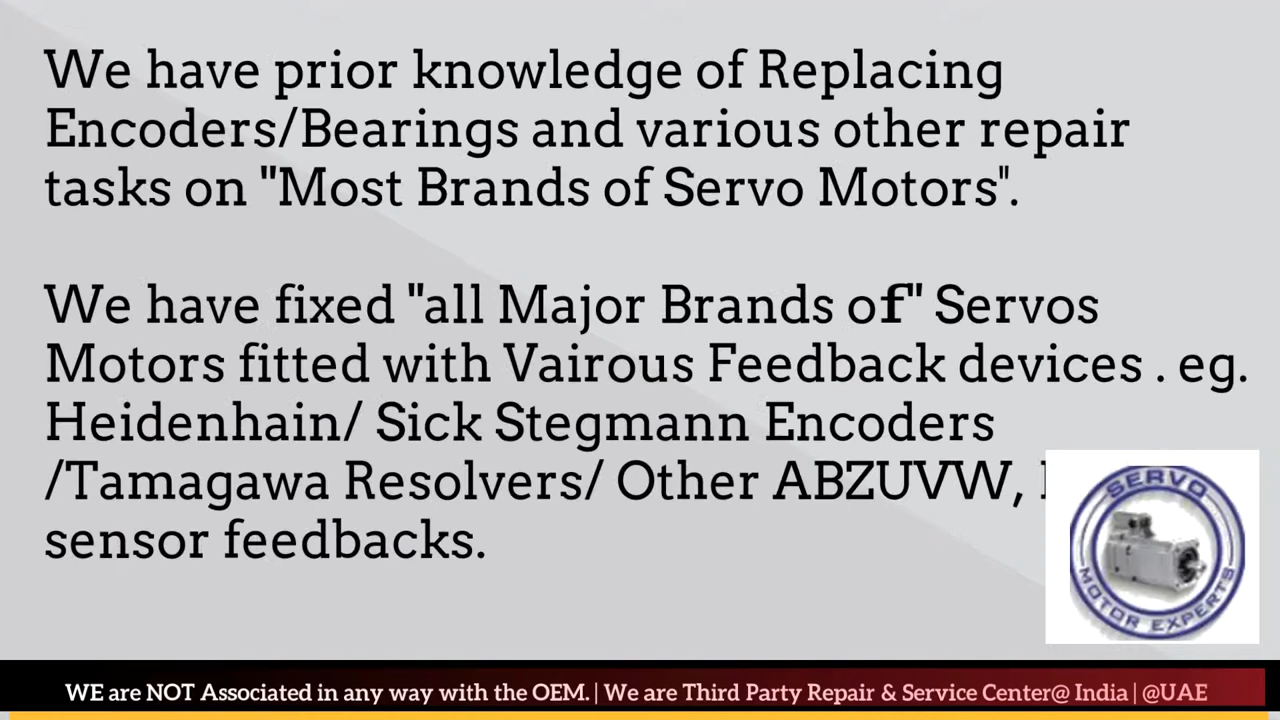 We have prior knowledge of Replacing
Encoders/Bearings and various other repair
tasks on "Most Brands of Servo Motors".
We have fixed "all Major Brands of" Servos
Motors fitted with Vairous Feedback devices . eg.
Heidenhain/ Sick Stegmann Encoders
/Tamagawa Resolvers/ Other ABZUVW,
sensor feedbacks.
SERVO
MOTOR EXPERTS
WE are NOT Associated in any way with the OEM. | We are Third Party Repair & Service Center@ India | @UAE